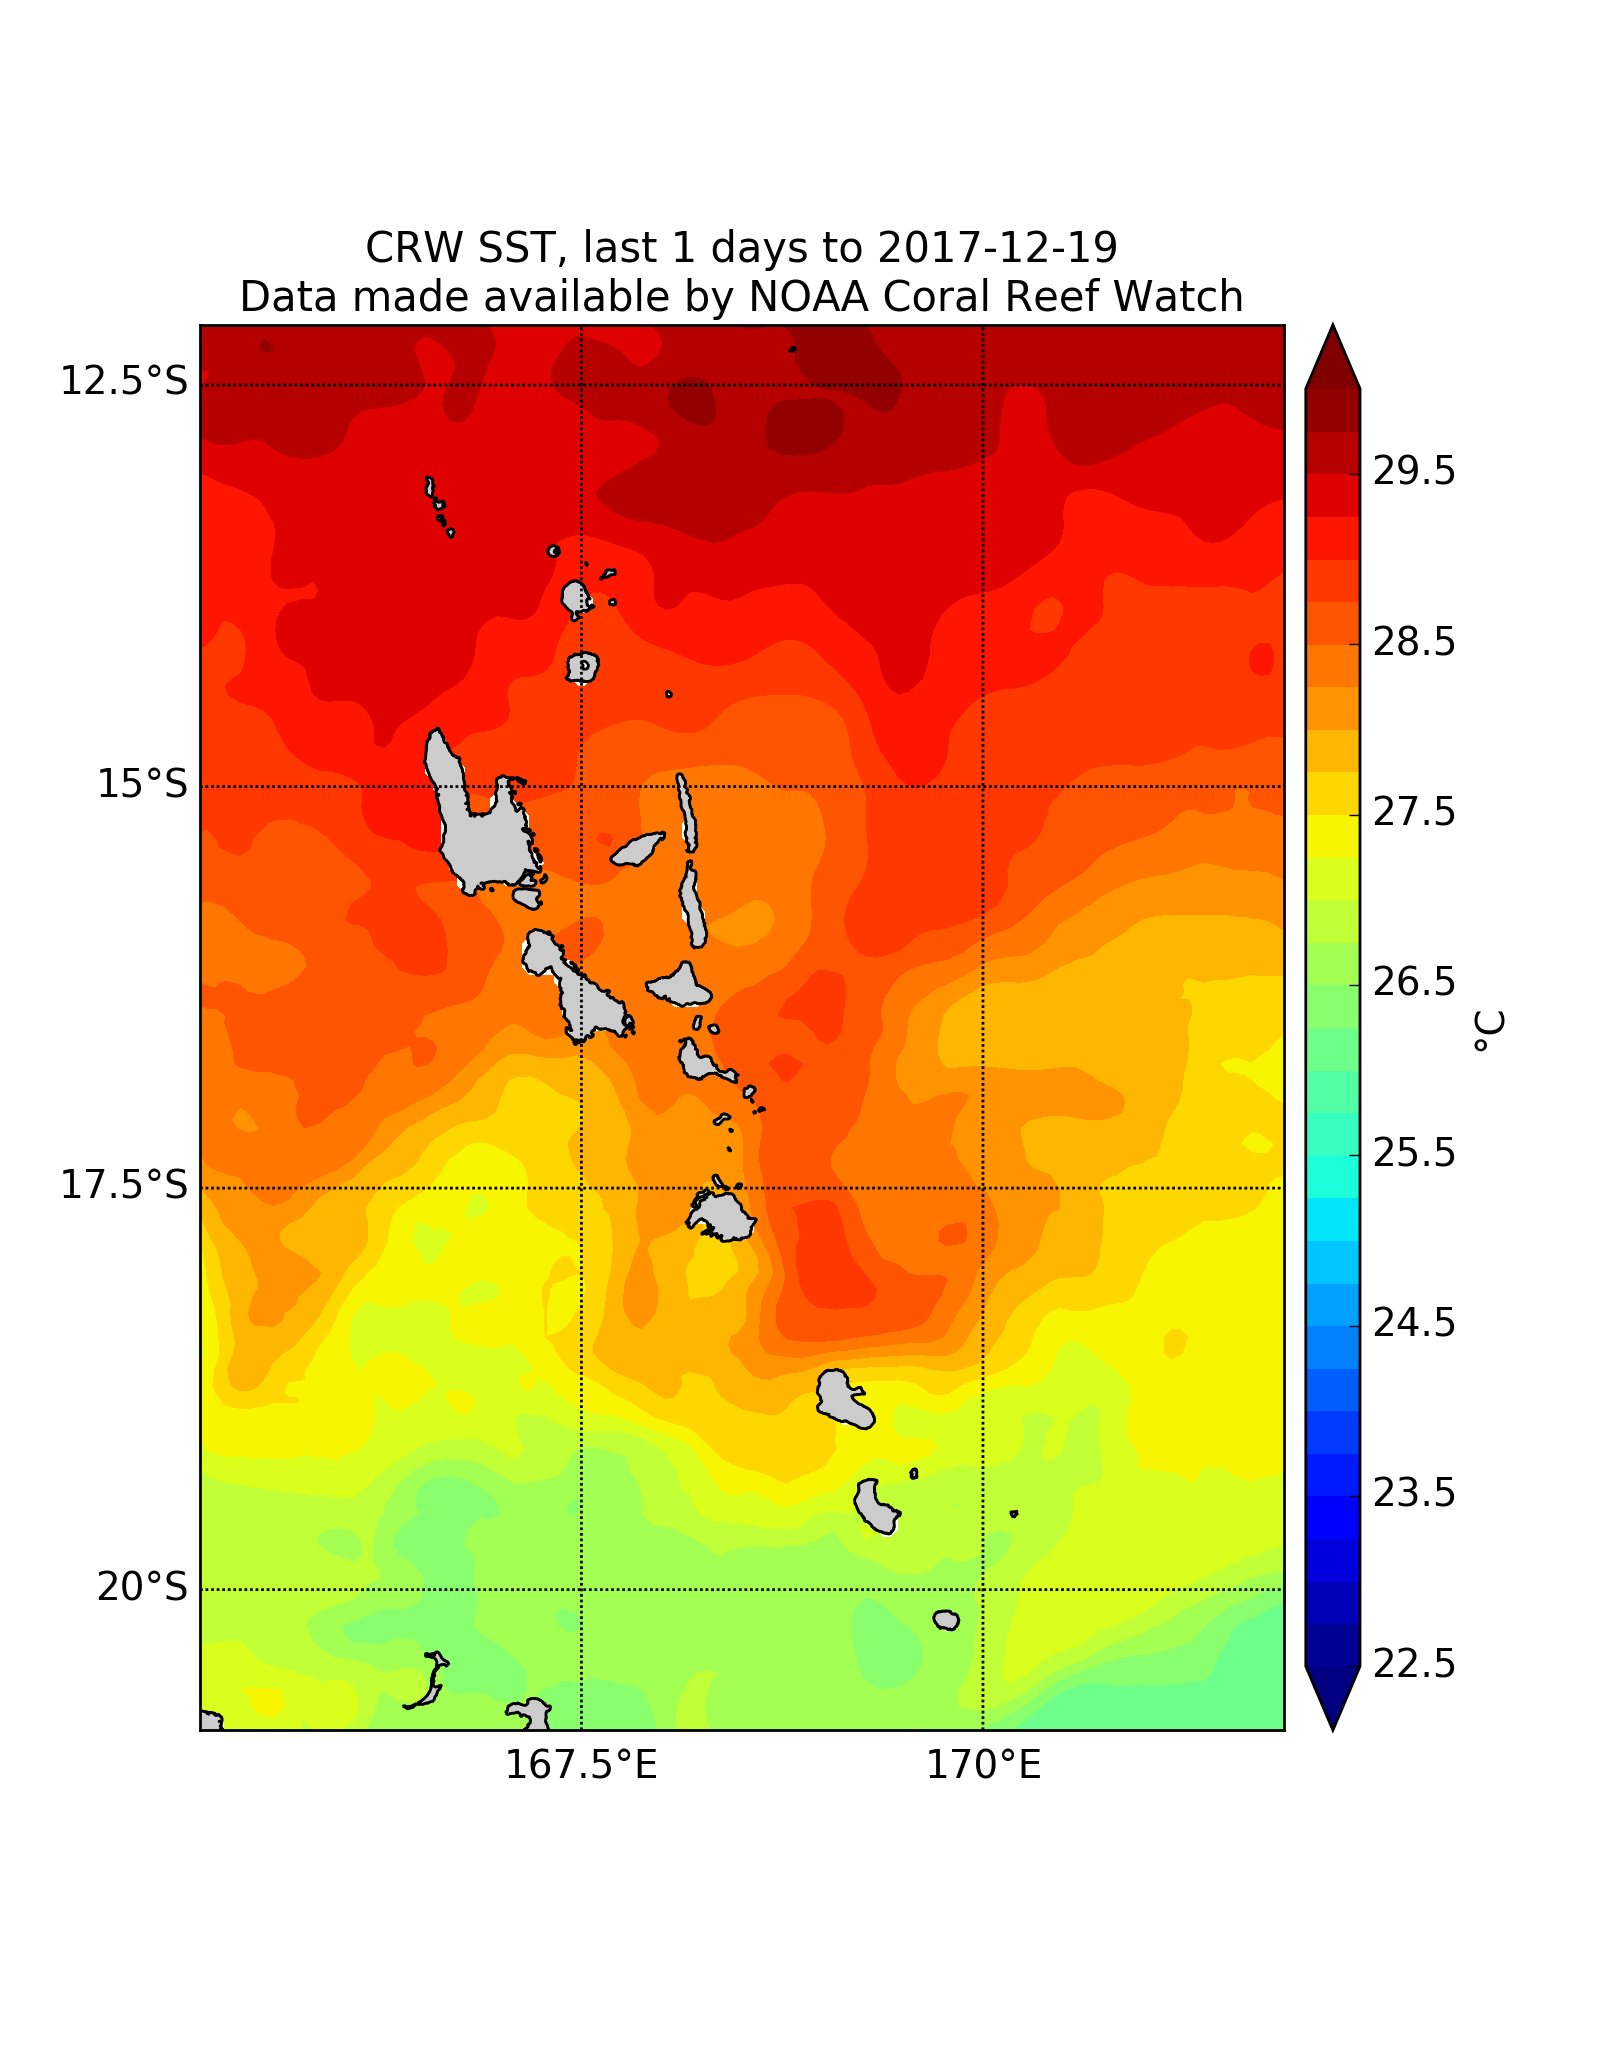 CRW SST, last 1 days to 2017-12-19
Data made available by NOAA Coral Reef Watch
12.5°S
15°S
17.5°S
20°S
167.5°E
170°E
29.5
28.5
27.5
26.5
25.5
24.5
23.5
22.5
°C